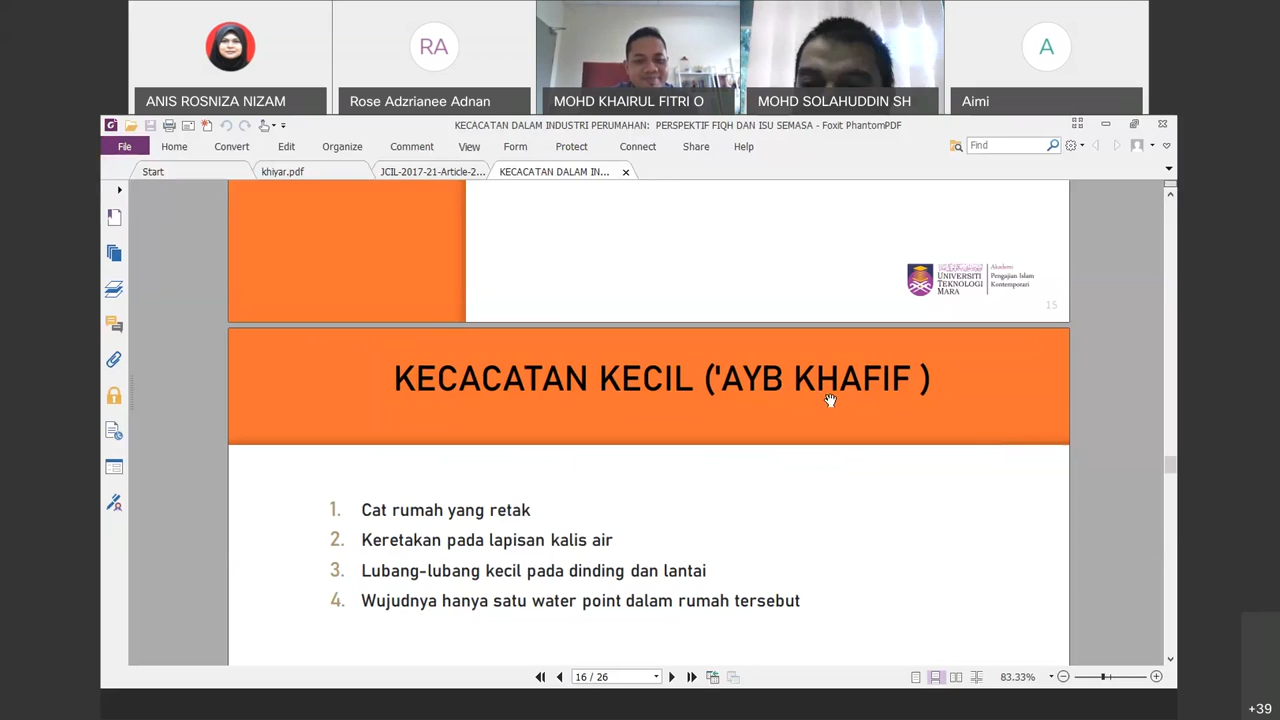 RA
A
ANIS ROSNIZA NIZAM
Rose Adzrianee Adnan
MOHD KHAIRUL FITRI O
MOHD SOLAHUDDIN SH
Aimi
KECACATAN DALAM INDUSTRI PERUMAHAN: PERSPEKTIF FIQH DAN ISU SEMASA - Foxit PhantomPDF
File Home Convert Edit Organize Comment View Form Protect Connect Share Help
Find
Start
khiyar.pdf
JCIL-2017-21-Article-2...
KECACATAN DALAM IN...
UNIVERSITI
TEKNOLOGI
MARA
Akademi
Pengajian Islam
Kontemporari
15
KECACATAN KECIL ('AYB KHAFIF )
1. Cat rumah yang retak
2. Keretakan pada lapisan kalis air
3. Lubang-lubang kecil pada dinding dan lantai
4. Wujudnya hanya satu water point dalam rumah tersebut
16 / 26
83.33%
+39